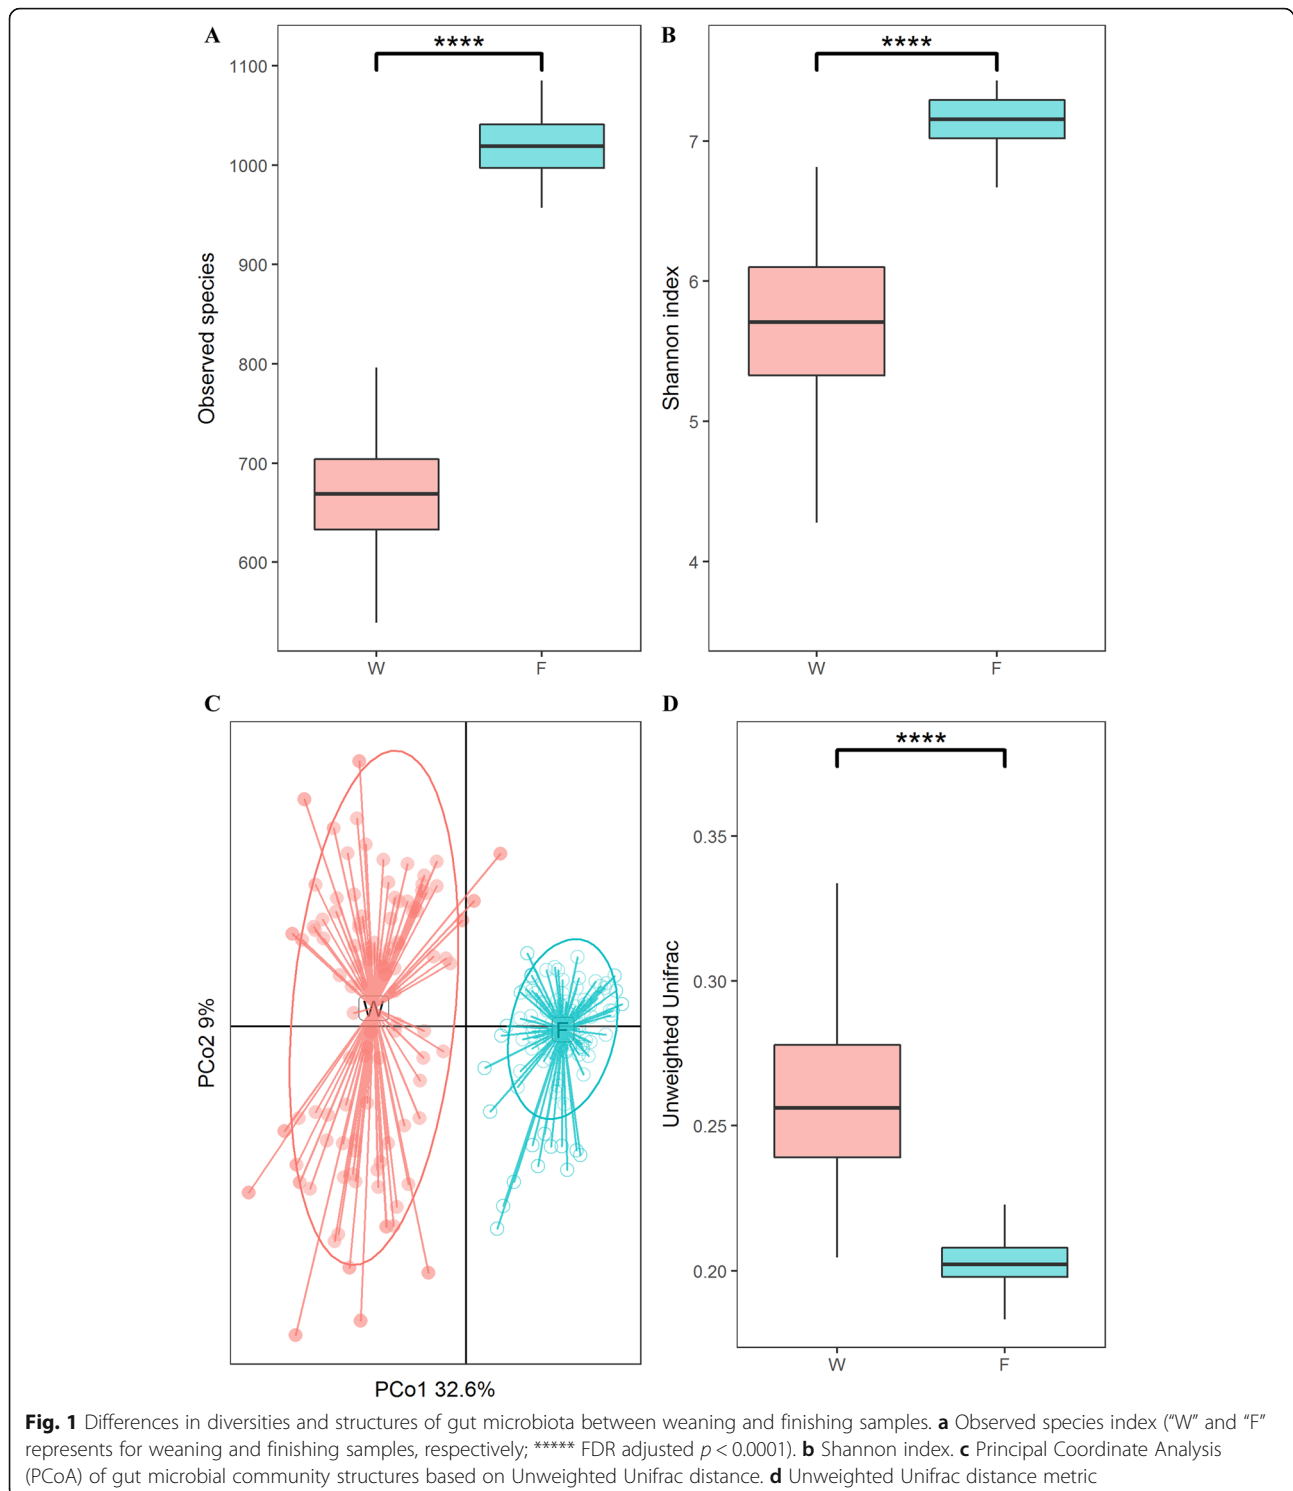 A
****
1100
1000
900
800
700
600
Observed species
W
F
B
****
7
6
5
4
Shannon index
W
F
C
W
F
PCo2 9%
PCo1 32.6%
D
****
0.35
0.30
0.25
0.20
Unweighted Unifrac
W
F
Fig. 1 Differences in diversities and structures of gut microbiota between weaning and finishing samples. a Observed species index (“W” and “F”
represents for weaning and finishing samples, respectively; ***** FDR adjusted p < 0.0001). b Shannon index. c Principal Coordinate Analysis
(PCoA) of gut microbial community structures based on Unweighted Unifrac distance. d Unweighted Unifrac distance metric